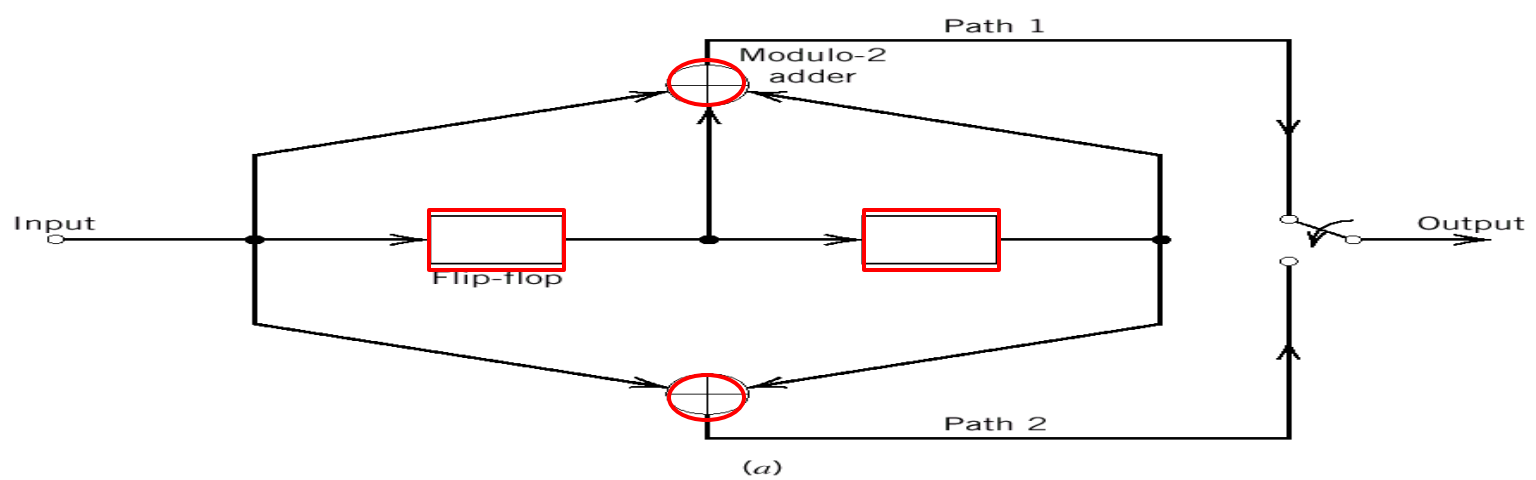 Path 1
Modulo-2
adder
Input
Output
Flip-flop
Path 2
(a)